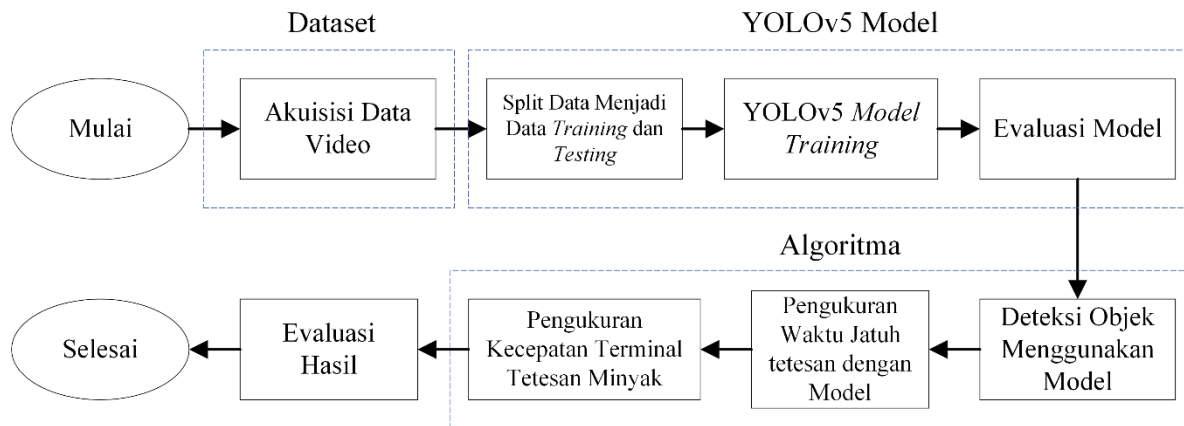 Dataset
YOLOv5 Model
Mulai
Akuisisi Data
Video
Split Data Menjadi
Data Training dan
Testing
YOLOv5 Model
Training
Evaluasi Model
Algoritma
Selesai
Evaluasi
Hasil
Pengukuran
Kecepatan Terminal
Tetesan Minyak
Pengukuran
Waktu Jatuh
tetesan dengan
Model
Deteksi Objek
Menggunakan
Model